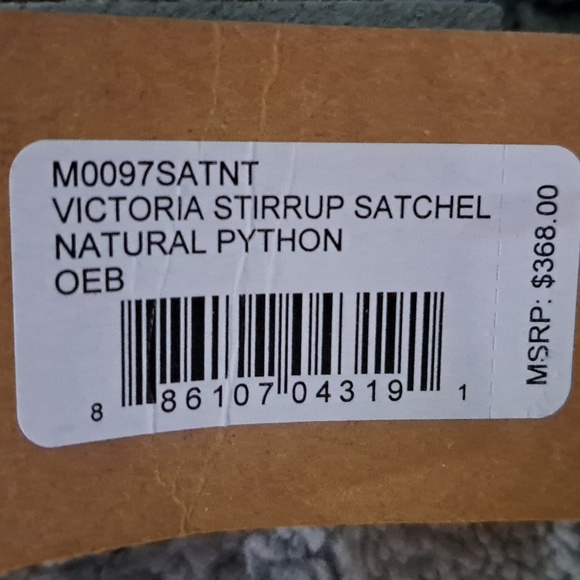 M0097SATNT
VICTORIA STIRRUP SATCHEL
NATURAL PYTHON
OEB
8 86107 04319 1
MSRP: $368.00